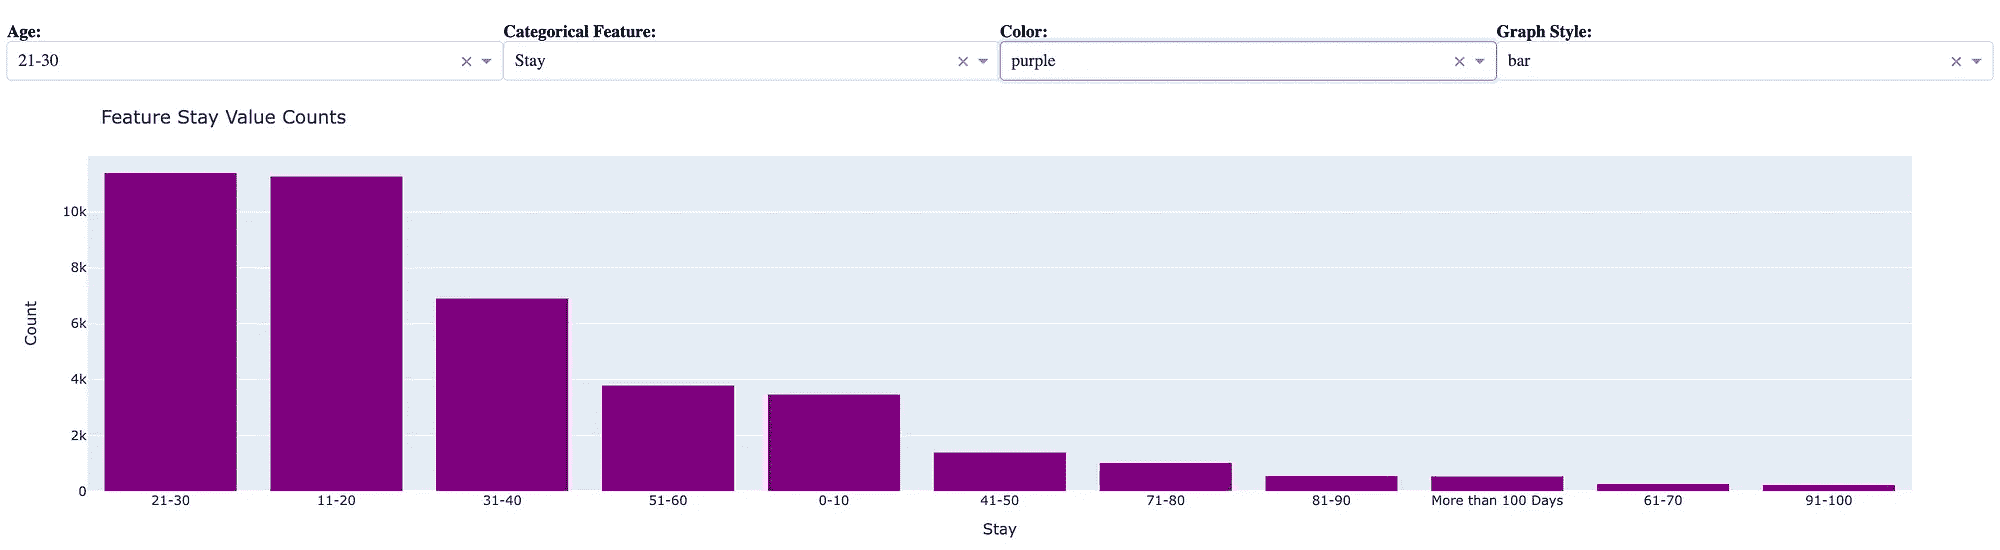 Age: Categorical Feature: Color: Graph Style:
21-30 Stay purple bar
Feature Stay Value Counts
10k
8k
6k
4k
2k
0
Count
21-30 11-20 31-40 51-60 0-10 41-50 71-80 81-90 More than 100 Days 61-70 91-100
Stay